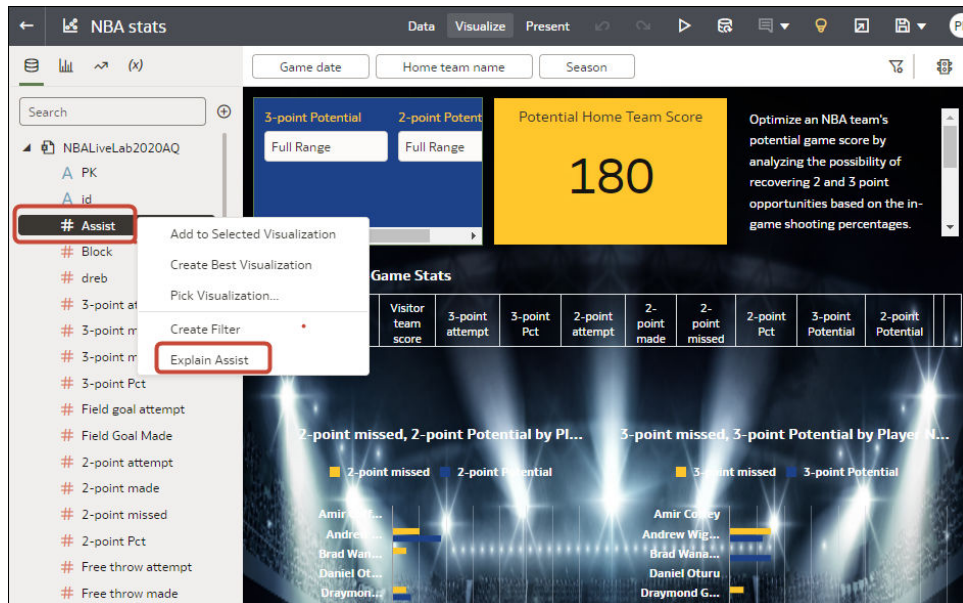 NBA stats
Data Visualize Present
(x)
Game date Home team name Season
Search
NBALiveLab2020AQ
A PK
A id
# Assist
# Block
# dreb
# 3-point at
# 3-point m
# 3-point m
# 3-point Pct
# Field goal attempt
# Field Goal Made
# 2-point attempt
# 2-point made
# 2-point missed
# 2-point Pct
# Free throw attempt
# Free throw made
Add to Selected Visualization
Create Best Visualization
Pick Visualization...
Create Filter
Explain Assist
3-point Potential 2-point Potent
Full Range Full Range
Potential Home Team Score
180
Optimize an NBA team's
potential game score by
analyzing the possibility of
recovering 2 and 3 point
opportunities based on the in-
game shooting percentages.
Game Stats
Visitor team score
3-point attempt
3-point Pct
2-point attempt
2-point made
2-point missed
2-point Pct
3-point Potential
2-point Potential
2-point missed, 2-point Potential by Pl...
2-point missed 2-point Potential
Andre
Brad Wan...
Daniel Ot...
Draymon...
3-point missed, 3-point Potential by Player N...
3-point missed 3-point Potential
Amir Coffey
Andrew Wig...
Brad Wana...
Daniel Oturu
Draymond G...